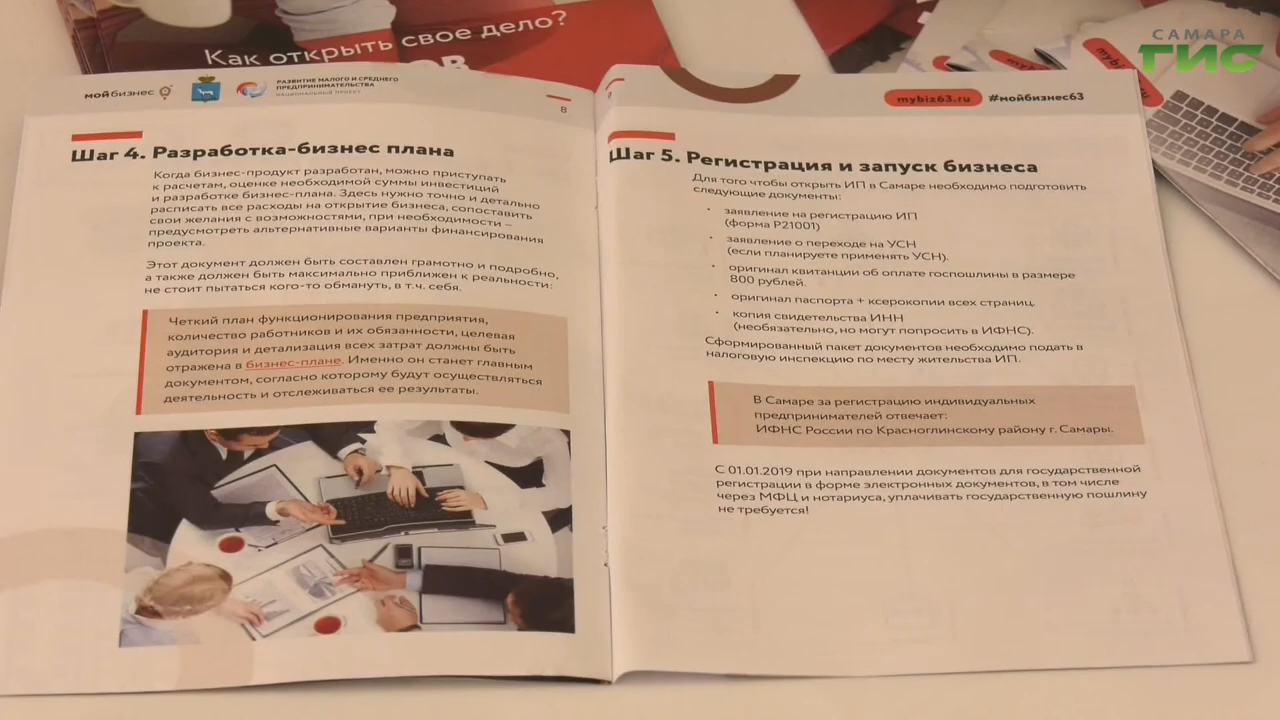 Как открыть свое дело?
САМАРА
ГИС
мойбизнес
РАЗВИТИЕ МАЛОГО И СРЕДНЕГО
ПРЕДПРИНИМАТЕЛЬСТВА
НАЦИОНАЛЬНЫЙ ПРОЕКТ
8
Шаг 4. Разработка-бизнес плана
Когда бизнес-продукт разработан, можно приступать
к расчетам, оценке необходимой суммы инвестиций
и разработке бизнес-плана. Здесь нужно точно и детально
расписать все расходы на открытие бизнеса, сопоставить
свои желания с возможностями, при необходимости –
предусмотреть альтернативные варианты финансирования
проекта.
Этот документ должен быть составлен грамотно и подробно,
а также должен быть максимально приближен к реальности:
не стоит пытаться кого-то обмануть, в т.ч. себя.
Четкий план функционирования предприятия,
количество работников и их обязанности, целевая
аудитория и детализация всех затрат должны быть
отражена в бизнес-плане. Именно он станет главным
документом, согласно которому будут осуществляться
деятельность и отслеживаться ее результаты.
mybiz63.ru #мойбизнес63
Шаг 5. Регистрация и запуск бизнеса
Для того чтобы открыть ИП в Самаре необходимо подготовить
следующие документы:
· заявление на регистрацию ИП
(форма Р21001)
· заявление о переходе на УСН
(если планируете применять УСН).
· оригинал квитанции об оплате госпошлины в размере
800 рублей.
· оригинал паспорта + ксерокопии всех страниц.
· копия свидетельства ИНН
(необязательно, но могут попросить в ИФНС).
Сформированный пакет документов необходимо подать в
налоговую инспекцию по месту жительства ИП.
В Самаре за регистрацию индивидуальных
предпринимателей отвечает:
ИФНС России по Красноглинскому району г. Самары.
С 01.01.2019 при направлении документов для государственной
регистрации в форме электронных документов, в том числе
через МФЦ и нотариуса, уплачивать государственную пошлину
не требуется!